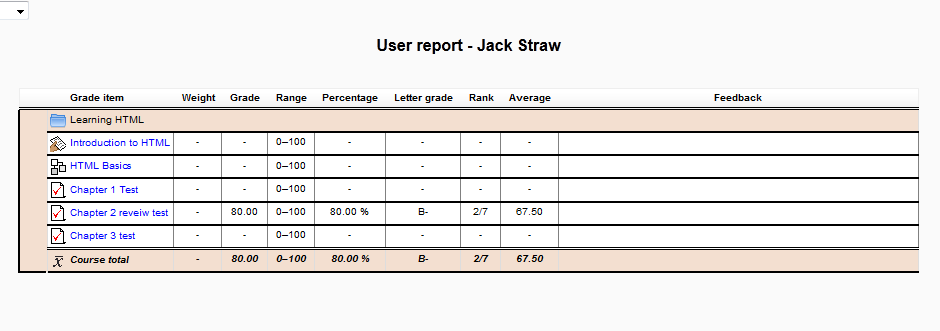 User report - Jack Straw
Grade item Weight Grade Range Percentage Letter grade Rank Average Feedback
Learning HTML
Introduction to HTML - - 0–100 - - - -
HTML Basics - - 0–100 - - - -
Chapter 1 Test - - 0–100 - - - -
Chapter 2 reveiw test - 80.00 0–100 80.00 % B- 2/7 67.50
Chapter 3 test - - 0–100 - - - -
x̅ Course total - 80.00 0–100 80.00 % B- 2/7 67.50